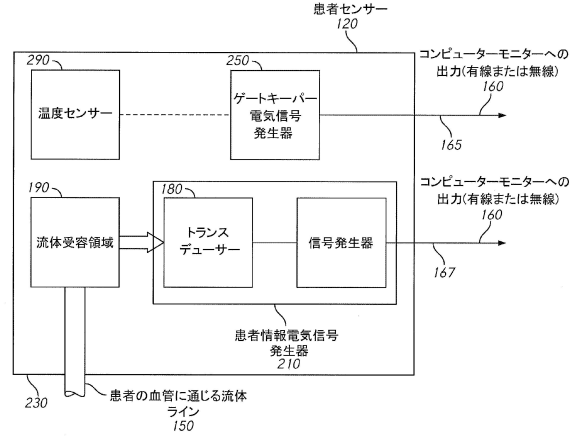 患者センサー
120
コンピューターモニターへの
出力(有線または無線)
160
290
温度センサー
250
ゲートキーパー
電気信号
発生器
165
コンピューターモニターへの
出力(有線または無線)
160
190
流体受容領域
180
トランス
デューサー
信号発生器
167
患者情報電気信号
発生器
210
230
患者の血管に通じる流体
ライン 150